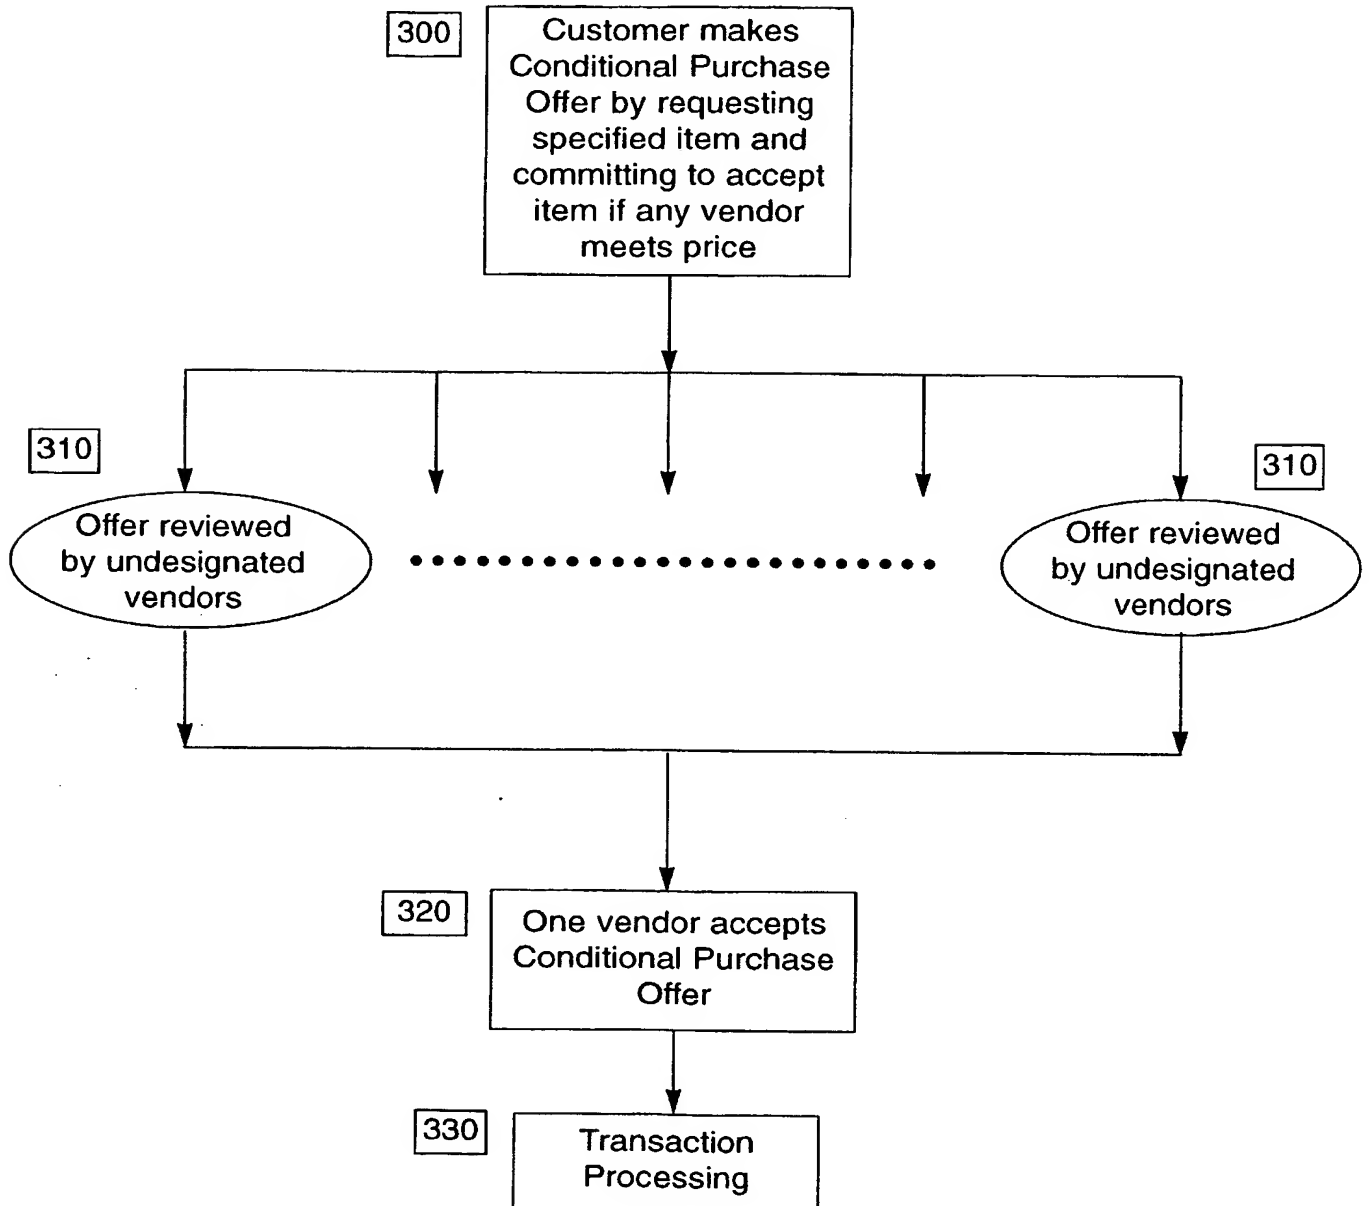 300
Customer makes
Conditional Purchase
Offer by requesting
specified item and
committing to accept
item if any vendor
meets price
310
Offer reviewed
by undesignated
vendors
310
Offer reviewed
by undesignated
vendors
320
One vendor accepts
Conditional Purchase
Offer
330
Transaction
Processing